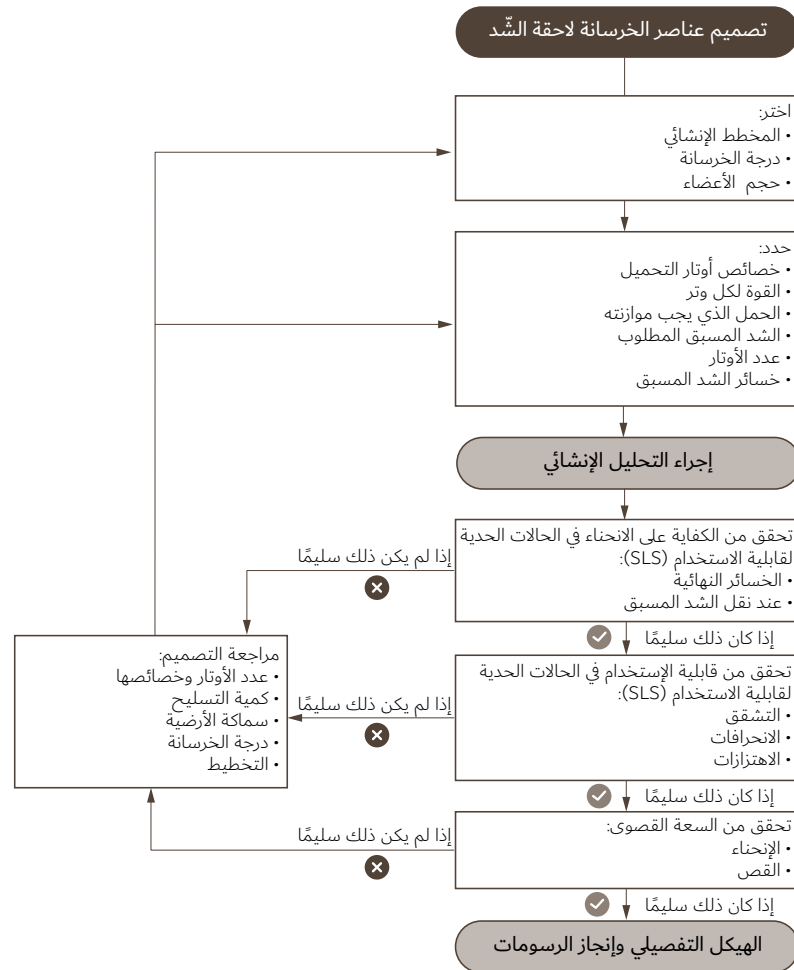 تصميم عناصر الخرسانة لاحقة الشّد
اختر:
• المخطط الإنشائي
• درجة الخرسانة
• حجم الأعضاء
حدد:
• خصائص أوتار التحميل
• القوة لكل وتر
• الحمل الذي يجب موازنته
• الشد المسبق المطلوب
• عدد الأوتار
• خسائر الشد المسبق
إجراء التحليل الإنشائي
تحقق من الكفاية على الانحناء في الحالات الحدية
لقابلية الاستخدام (SLS):
• الخسائر النهائية
• عند نقل الشد المسبق
إذا لم يكن ذلك سليمًا
إذا كان ذلك سليمًا
تحقق من قابلية الإستخدام في الحالات الحدية
لقابلية الاستخدام (SLS):
• التشقق
• الانحرافات
• الاهتزازات
إذا لم يكن ذلك سليمًا
مراجعة التصميم:
• عدد الأوتار وخصائصها
• كمية التسليح
• سماكة الأرضية
• درجة الخرسانة
• التخطيط
إذا كان ذلك سليمًا
تحقق من السعة القصوى:
• الإنحناء
• القص
إذا لم يكن ذلك سليمًا
إذا كان ذلك سليمًا
الهيكل التفصيلي وإنجاز الرسومات